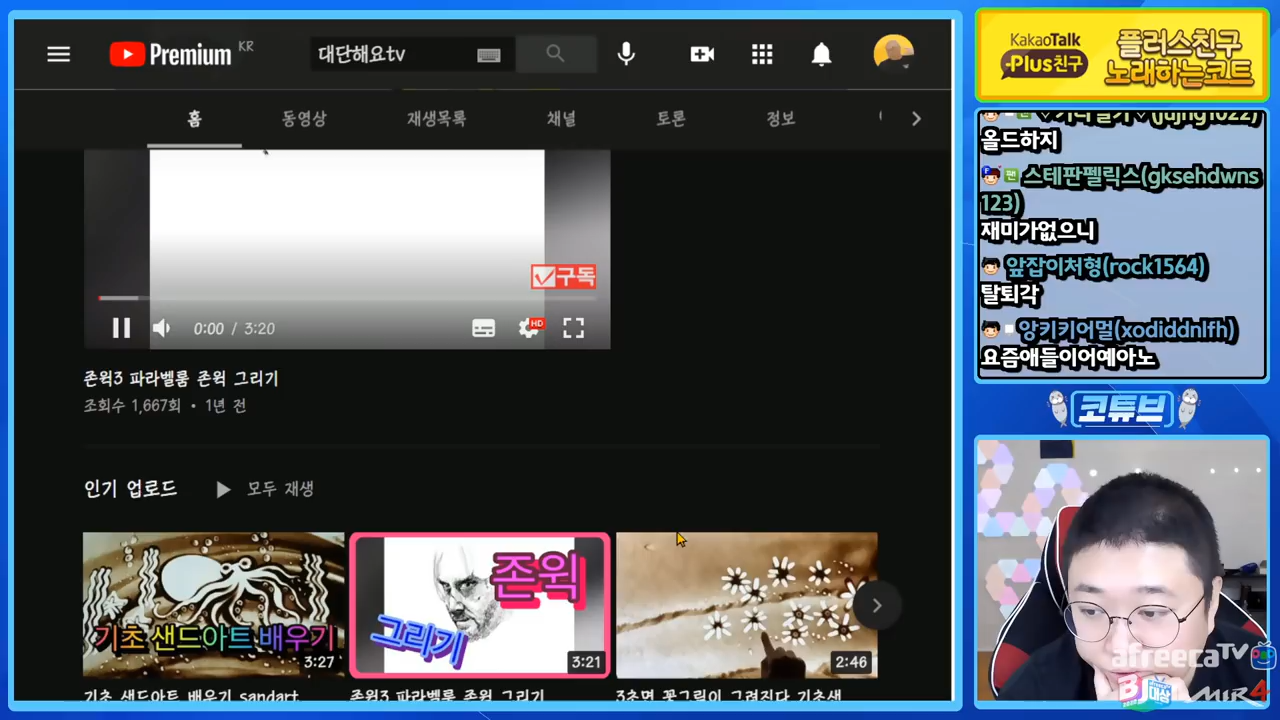 Premium KR
대단해요tv
홈
동영상
재생목록
채널
토론
정보
구독
0:00 / 3:20
HD
존윅3 파라벨룸 존윅 그리기
조회수 1,667회 • 1년 전
인기 업로드
모두 재생
기초 샌드아트 배우기
3:27
존윅
그리기
3:21
2:46
기초 샌드아트 배우기 sandart
존윅3 파라벨룸 존윅 그리기
3초면 꽃그림이 그려진다 기초샌
KakaoTalk
Plus친구
플러스친구
노래하는코트
올드하지
스테판펠릭스(gksehdwns
123)
재미가없으니
앞잡이처형(rock1564)
탈퇴각
앙키키어멀(xodiddnlfh)
요즘애들이어예아노
코튜브
afreecaTV
BJ대상
MIR4